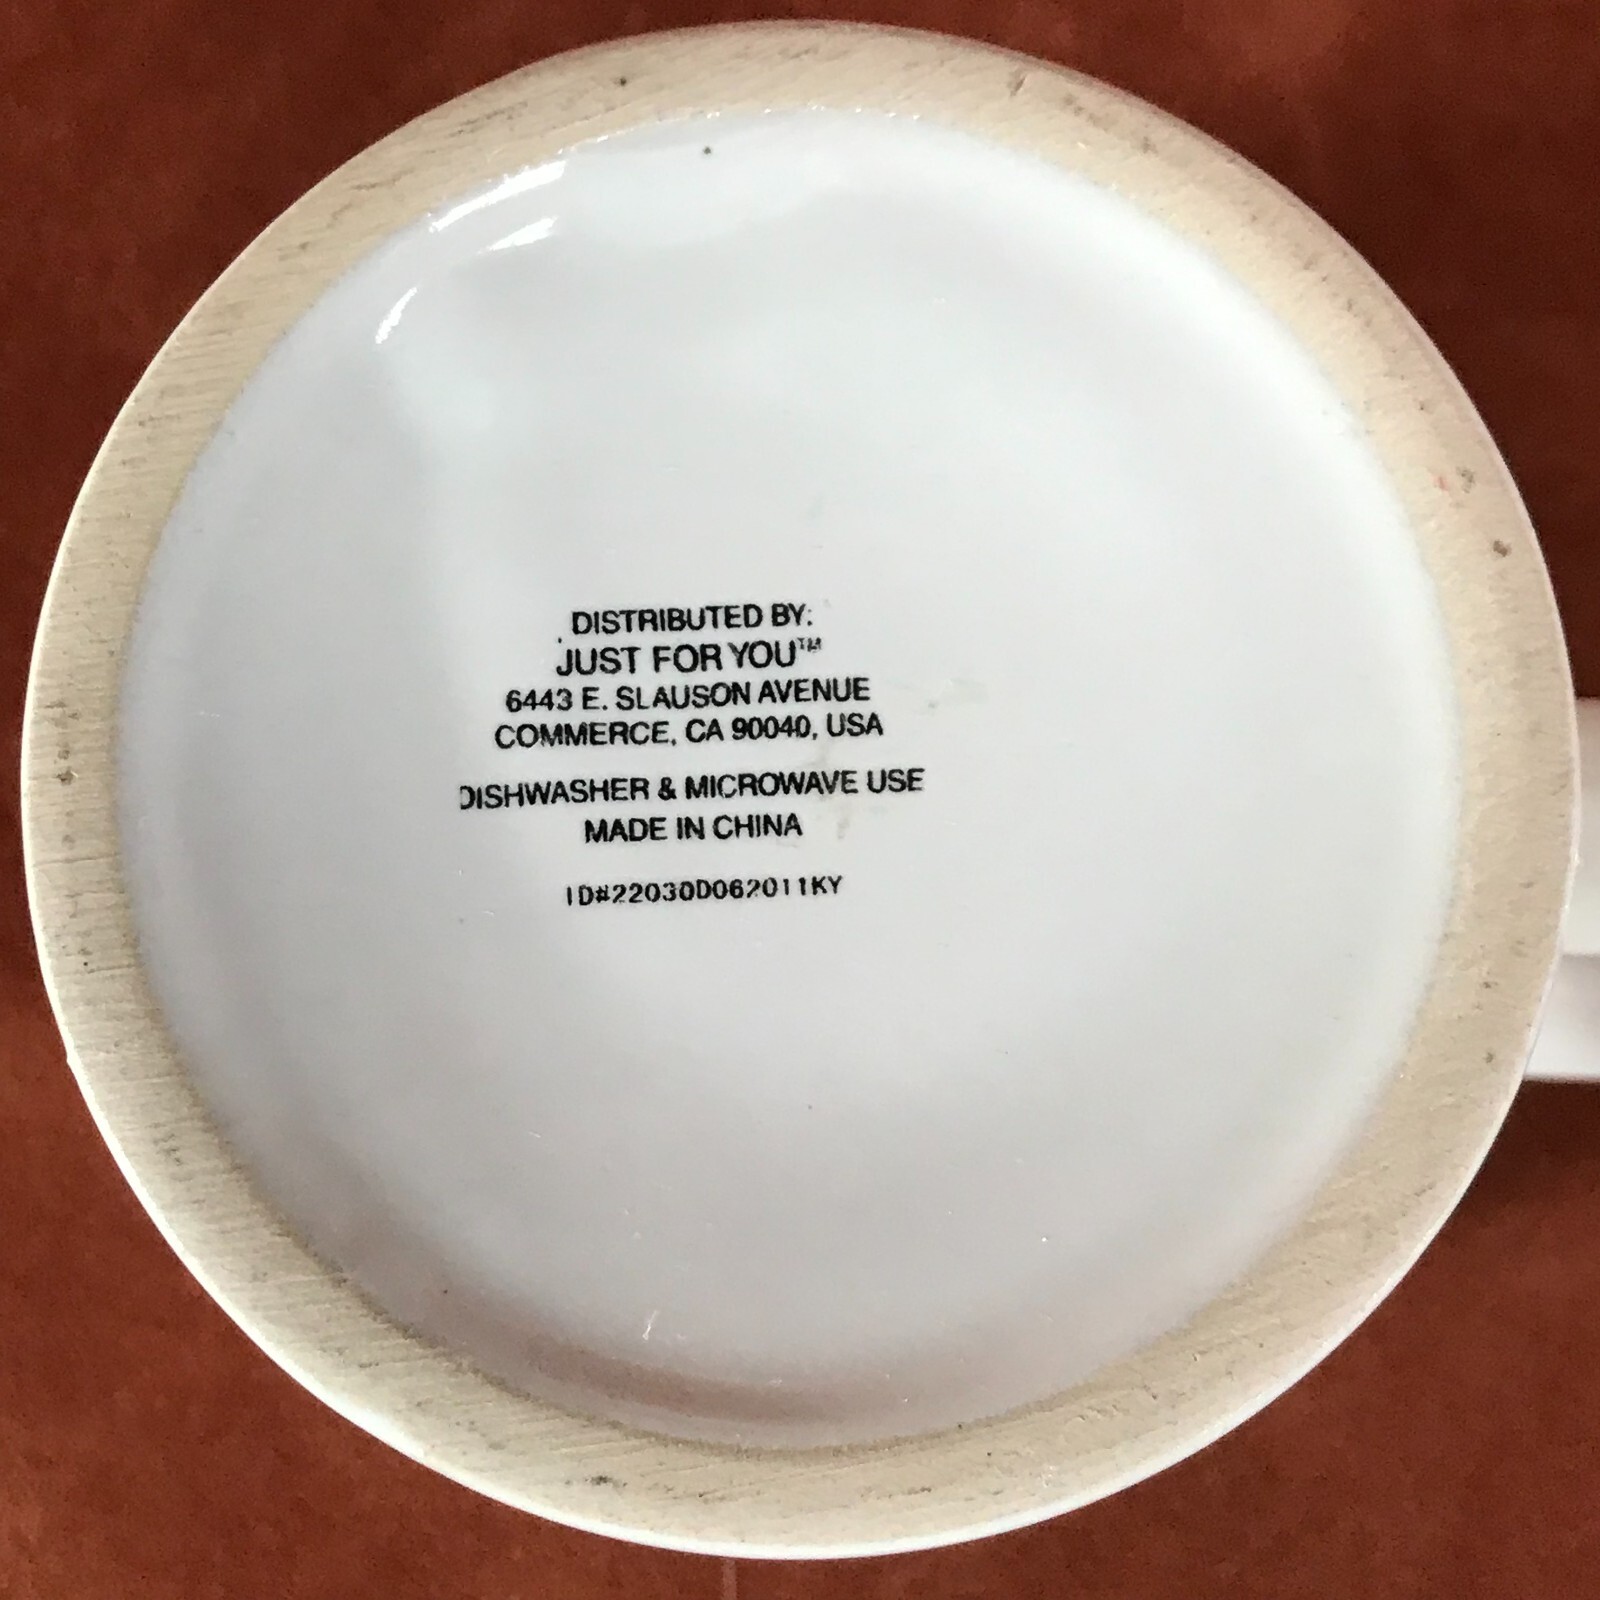 DISTRIBUTED BY:
JUST FOR YOU™
6443 E. SLAUSON AVENUE
COMMERCE, CA 90040, USA
DISHWASHER & MICROWAVE USE
MADE IN CHINA
ID#22030D062011KY